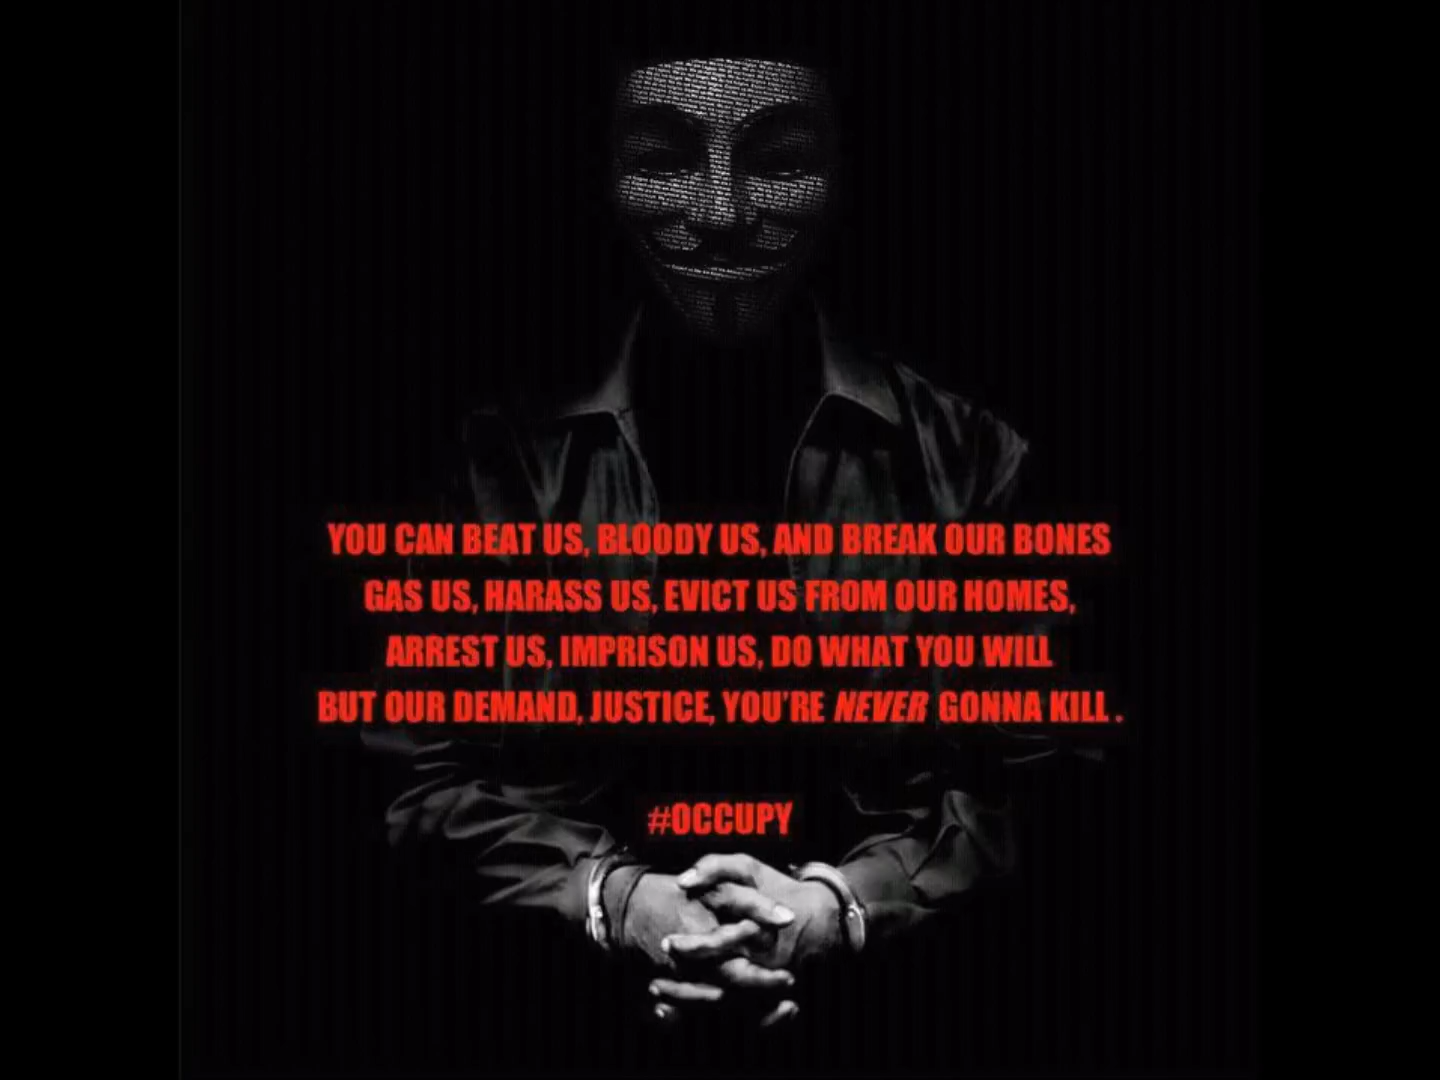 YOU CAN BEAT US, BLOODY US, AND BREAK OUR BONES
GAS US, HARASS US, EVICT US FROM OUR HOMES,
ARREST US, IMPRISON US, DO WHAT YOU WILL
BUT OUR DEMAND, JUSTICE, YOU'RE NEVER GONNA KILL .
#OCCUPY